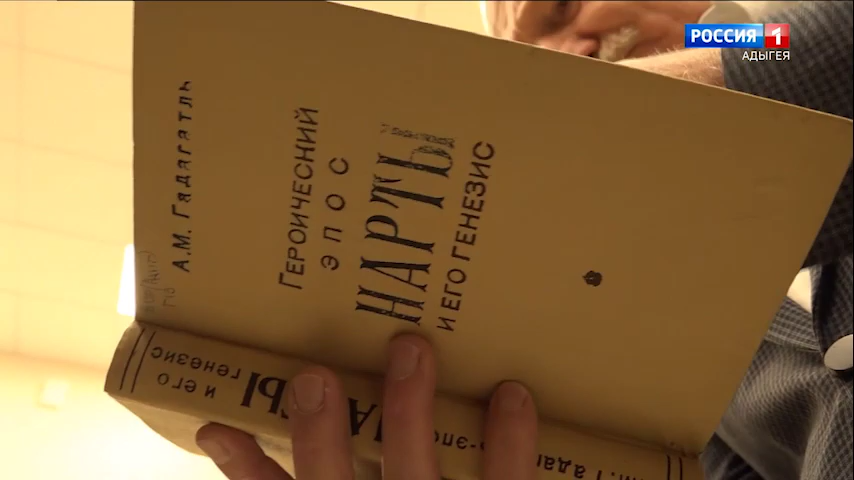 РОССИЯ 1
АДЫГЕЯ
А.М. Гадагатль
ГЕРОИЧЕСКИЙ
ЭПОС
НАРТЫ
И ЕГО ГЕНЕЗИС
и его
генезис